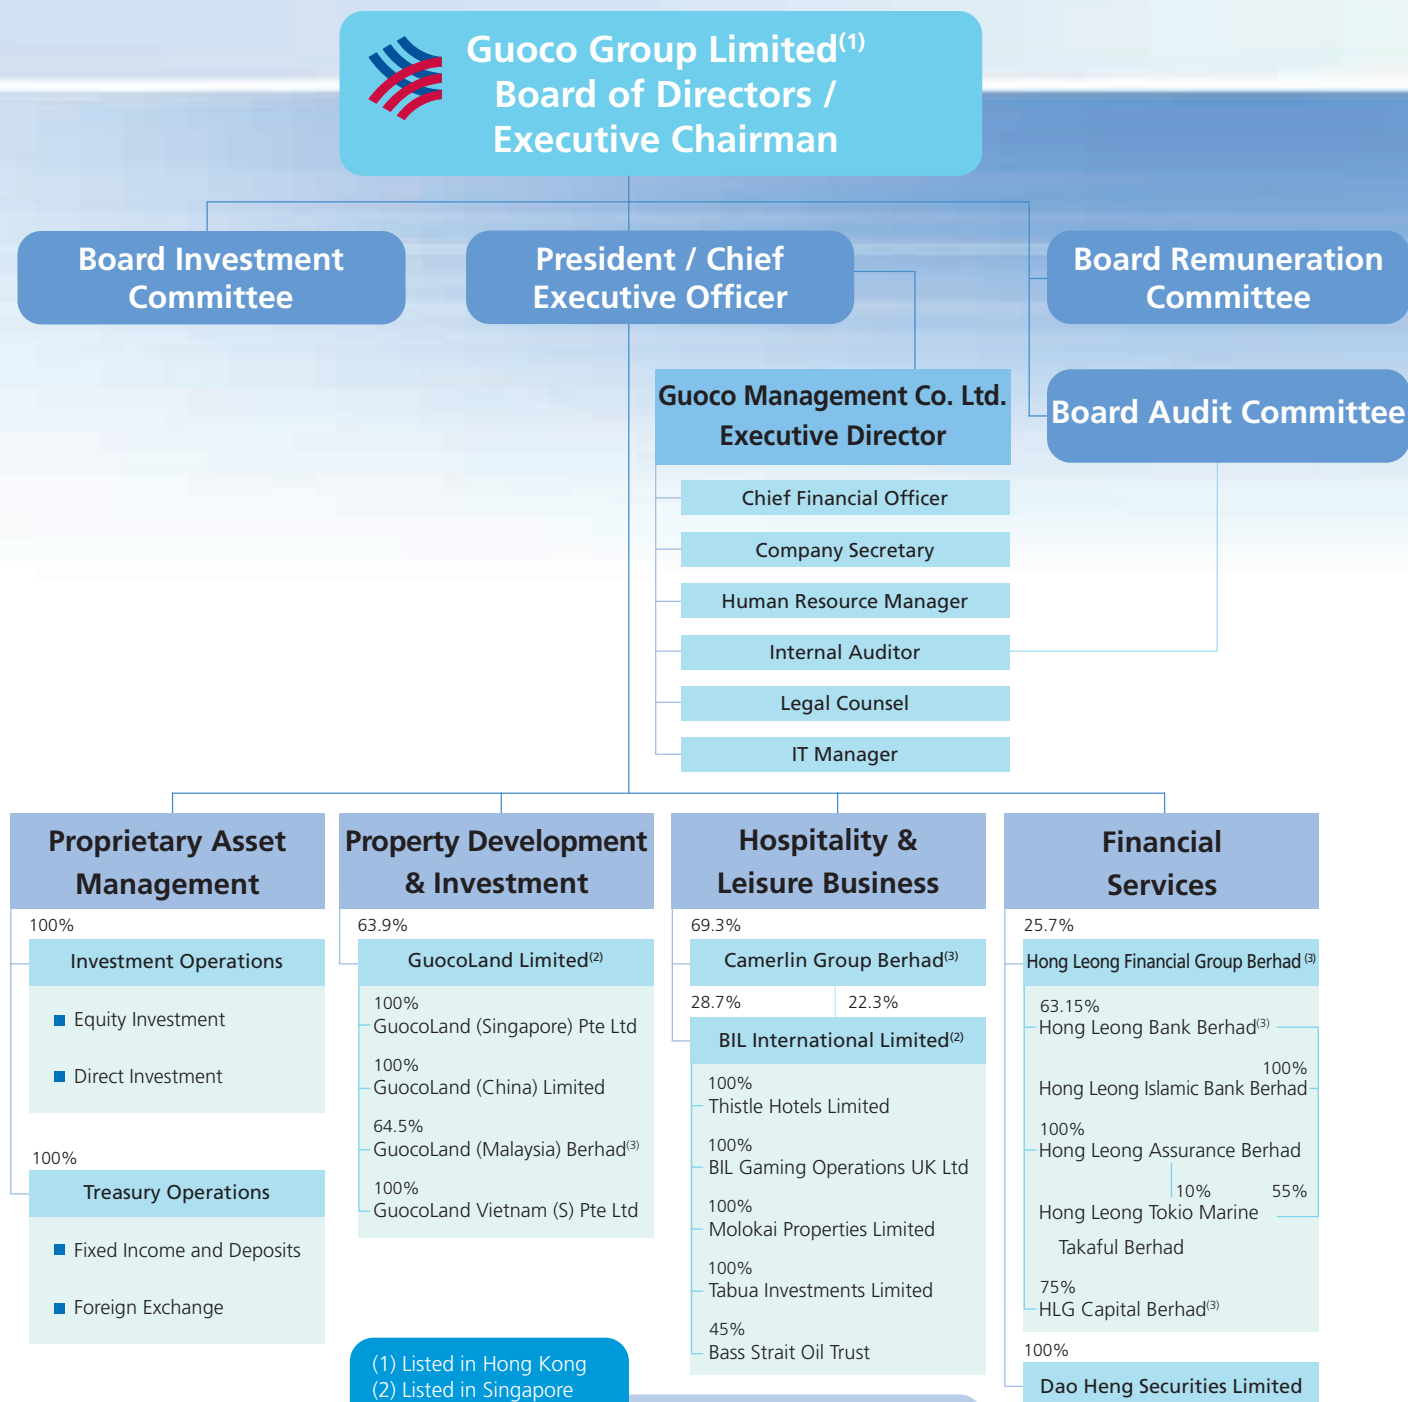 Guoco Group Limited(1)
Board of Directors /
Executive Chairman
Board Investment
Committee
President / Chief
Executive Officer
Board Remuneration
Committee
Guoco Management Co. Ltd.
Executive Director
Board Audit Committee
Chief Financial Officer
Company Secretary
Human Resource Manager
Internal Auditor
Legal Counsel
IT Manager
Proprietary Asset
Management
100%
Investment Operations
Equity Investment
Direct Investment
100%
Treasury Operations
Fixed Income and Deposits
Foreign Exchange
Property Development
& Investment
63.9%
GuocoLand Limited(2)
100%
GuocoLand (Singapore) Pte Ltd
100%
GuocoLand (China) Limited
64.5%
GuocoLand (Malaysia) Berhad(3)
100%
GuocoLand Vietnam (S) Pte Ltd
Hospitality &
Leisure Business
69.3%
Camerlin Group Berhad(3)
28.7% 22.3%
BIL International Limited(2)
100%
Thistle Hotels Limited
100%
BIL Gaming Operations UK Ltd
100%
Molokai Properties Limited
100%
Tabua Investments Limited
45%
Bass Strait Oil Trust
Financial
Services
25.7%
Hong Leong Financial Group Berhad (3)
63.15%
Hong Leong Bank Berhad(3)
100%
Hong Leong Islamic Bank Berhad
100%
Hong Leong Assurance Berhad
10% 55%
Hong Leong Tokio Marine
Takaful Berhad
75%
HLG Capital Berhad(3)
100%
Dao Heng Securities Limited
(1) Listed in Hong Kong
(2) Listed in Singapore